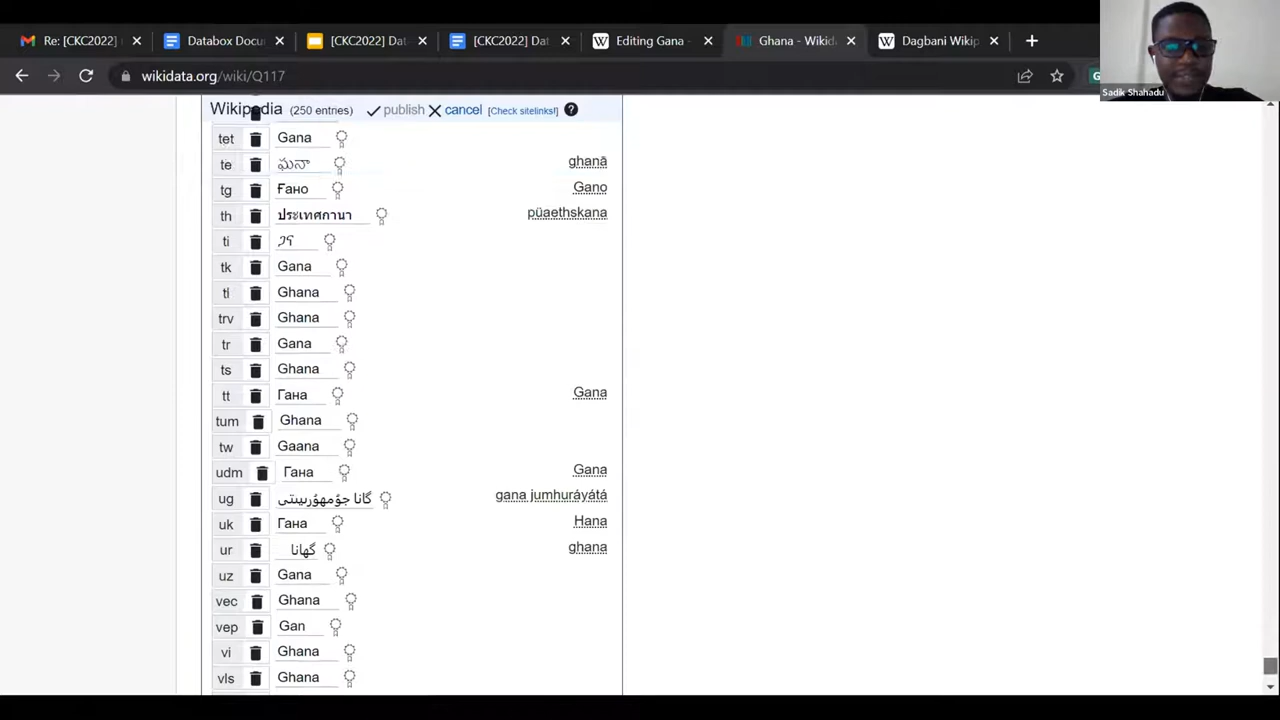 Re: [CKC2022]
Databox Docu
[CKC2022] Dat
[CKC2022] Dat
Editing Gana -
Ghana - Wikid
Dagbani Wikip
wikidata.org/wiki/Q117
G
Sadik Shahadu
Wikipedia (250 entries) publish cancel [Check sitelinks!] ?
tet Gana
te ఘానా ghānā
tg Ғано Gano
th ประเทศกานา püaethskana
ti ጋና
tk Gana
tl Ghana
trv Ghana
tr Gana
ts Ghana
tt Гана Gana
tum Ghana
tw Gaana
udm Гана Gana
ug گانا جۇمھۇرىيىتى gana jumhuráyátá
uk Гана Hana
ur گھانا ghana
uz Gana
vec Ghana
vep Gan
vi Ghana
vls Ghana